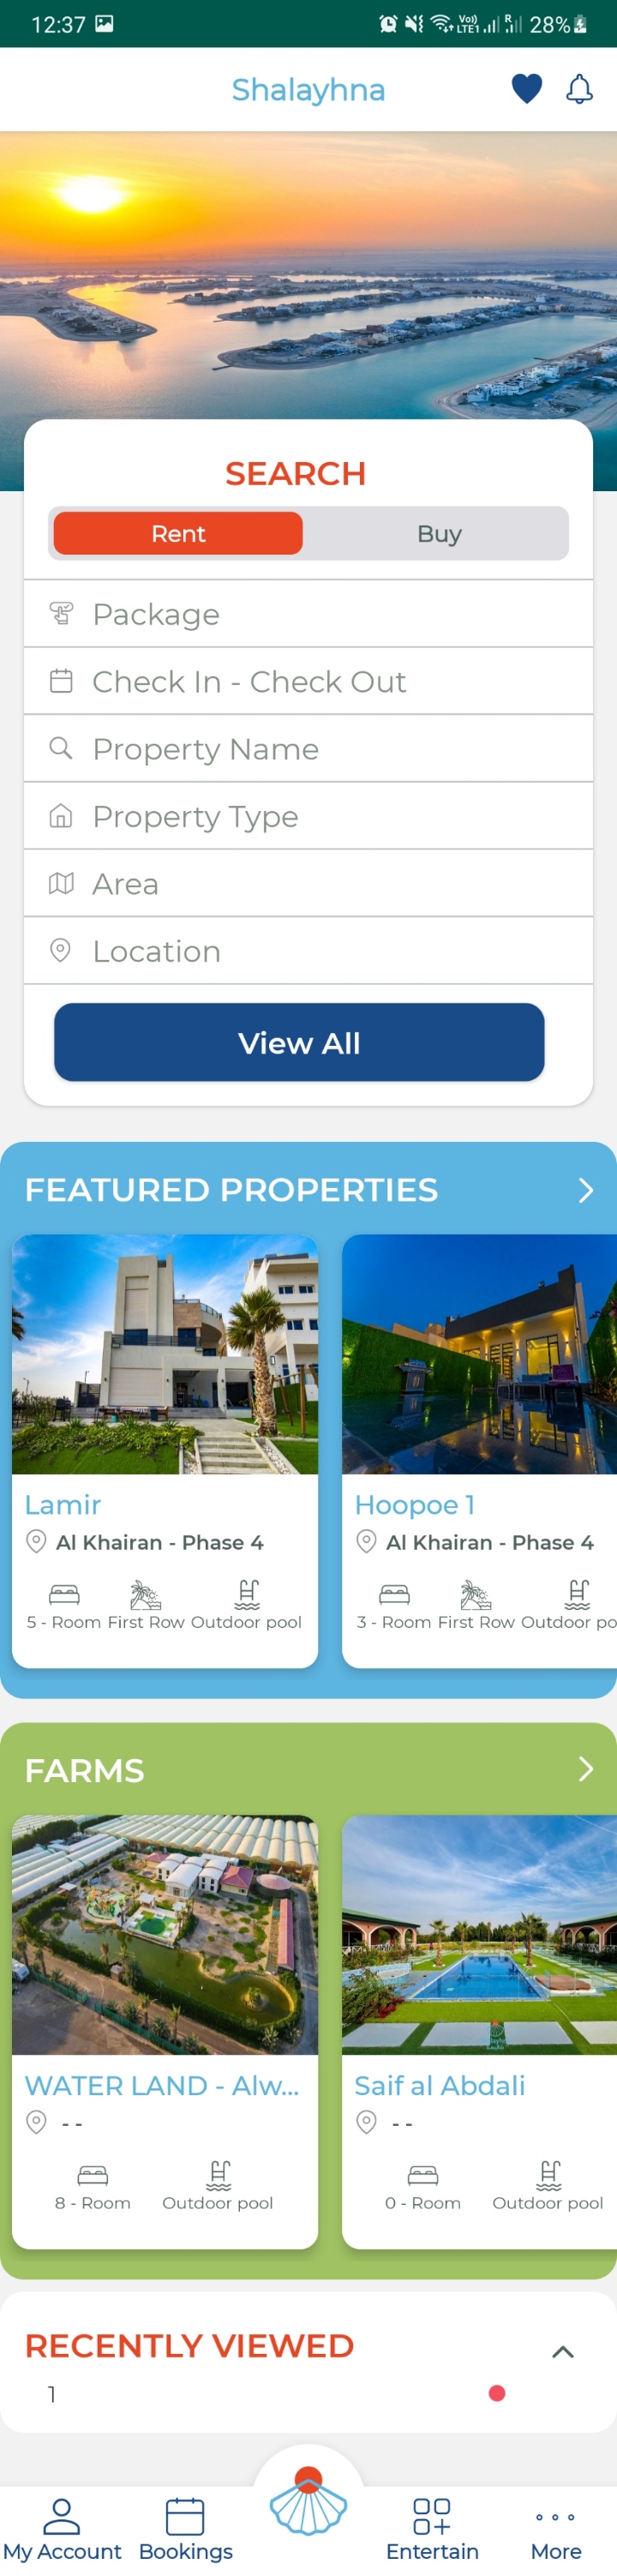 12:37 Vo)) LTE1 R 28%
Shalayhna
SEARCH
Rent Buy
Package
Check In - Check Out
Property Name
Property Type
Area
Location
View All
FEATURED PROPERTIES
Lamir
Al Khairan - Phase 4
5 - Room First Row Outdoor pool
Hoopoe 1
Al Khairan - Phase 4
3 - Room First Row Outdoor po
FARMS
WATER LAND - Alw...
- -
8 - Room Outdoor pool
Saif al Abdali
- -
0 - Room Outdoor pool
RECENTLY VIEWED
1
My Account Bookings Entertain More